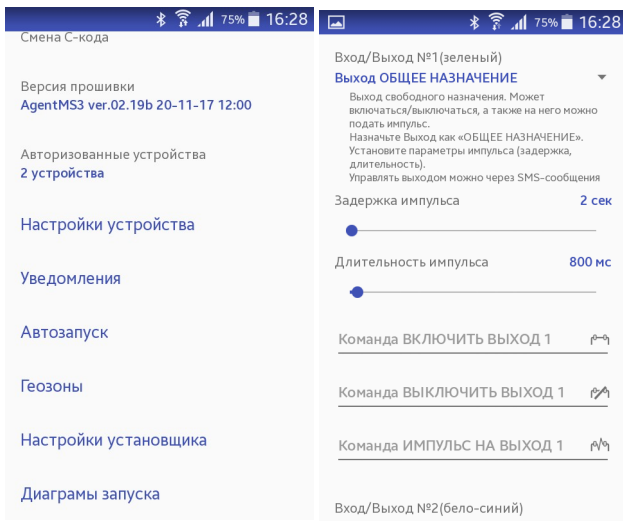 75% 16:28
Смена С-кода
Версия прошивки
AgentMS3 ver.02.19b 20-11-17 12:00
Авторизованные устройства
2 устройства
Настройки устройства
Уведомления
Автозапуск
Геозоны
Настройки установщика
Диаграмы запуска
75% 16:28
Вход/Выход №1(зеленый)
Выход ОБЩЕЕ НАЗНАЧЕНИЕ
Выход свободного назначения. Может
включаться/выключаться, а также на него можно
подать импульс.
Назначьте Выход как «ОБЩЕЕ НАЗНАЧЕНИЕ».
Установите параметры импульса (задержка,
длительность).
Управлять выходом можно через SMS-сообщения
Задержка импульса 2 сек
Длительность импульса 800 мс
Команда ВКЛЮЧИТЬ ВЫХОД 1
Команда ВЫКЛЮЧИТЬ ВЫХОД 1
Команда ИМПУЛЬС НА ВЫХОД 1
Вход/Выход №2(бело-синий)